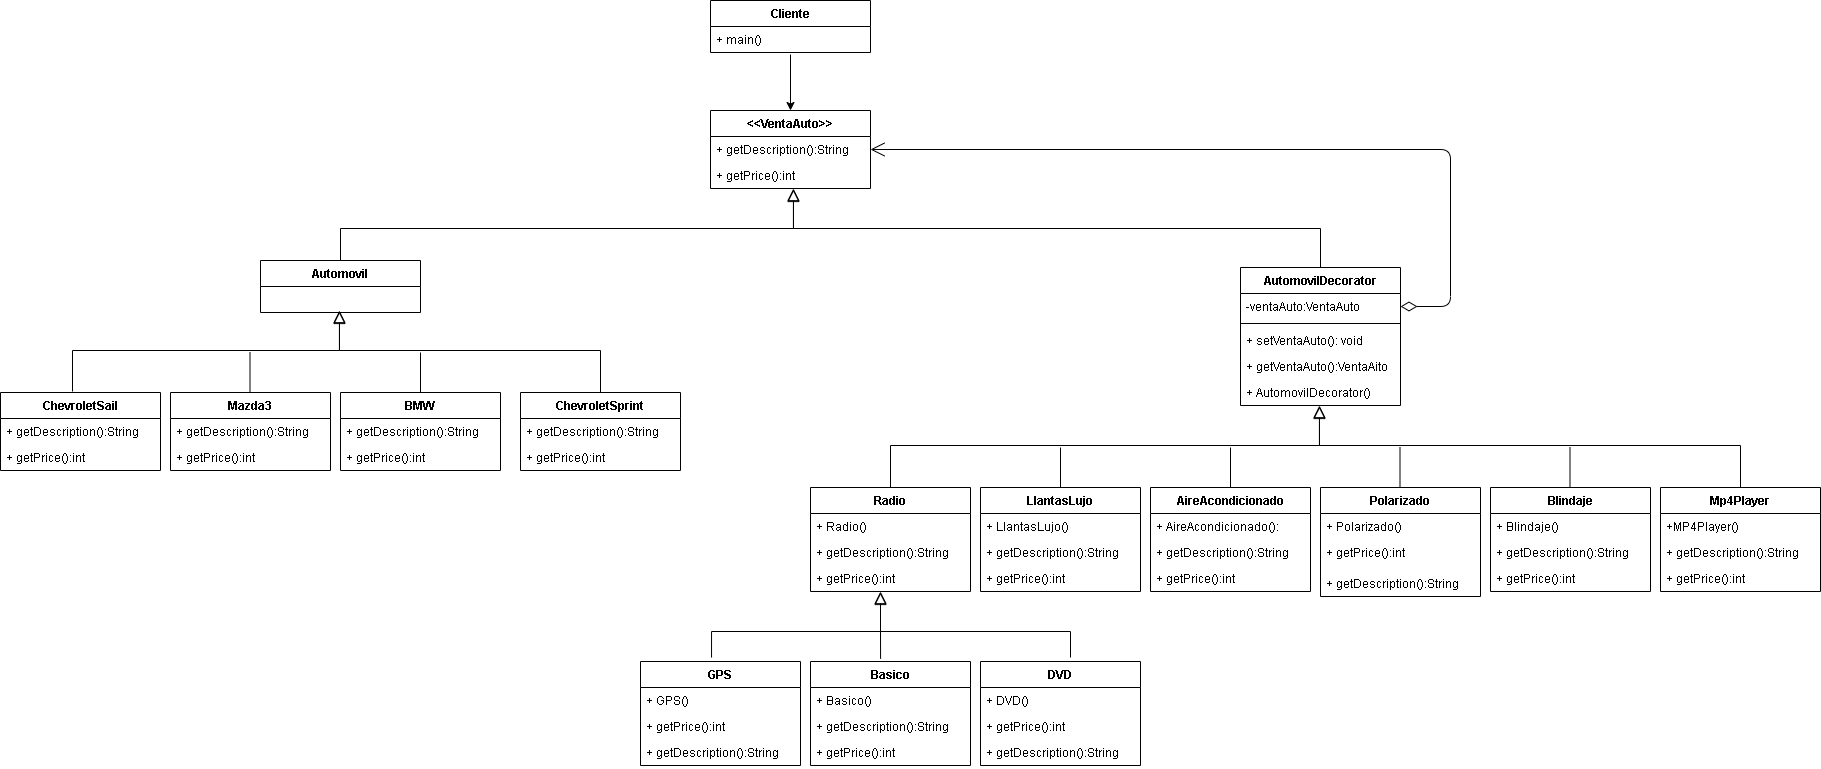 Cliente
+ main()
<<VentaAuto>>
+ getDescription():String
+ getPrice():int
Automovil
AutomovilDecorator
-ventaAuto:VentaAuto
+ setVentaAuto(): void
+ getVentaAuto():VentaAito
+ AutomovilDecorator()
ChevroletSail
+ getDescription():String
+ getPrice():int
Mazda3
+ getDescription():String
+ getPrice():int
BMW
+ getDescription():String
+ getPrice():int
ChevroletSprint
+ getDescription():String
+ getPrice():int
Radio
+ Radio()
+ getDescription():String
+ getPrice():int
LlantasLujo
+ LlantasLujo()
+ getDescription():String
+ getPrice():int
AireAcondicionado
+ AireAcondicionado():
+ getDescription():String
+ getPrice():int
Polarizado
+ Polarizado()
+ getPrice():int
+ getDescription():String
Blindaje
+ Blindaje()
+ getDescription():String
+ getPrice():int
Mp4Player
+MP4Player()
+ getDescription():String
+ getPrice():int
GPS
+ GPS()
+ getPrice():int
+ getDescription():String
Basico
+ Basico()
+ getDescription():String
+ getPrice():int
DVD
+ DVD()
+ getPrice():int
+ getDescription():String